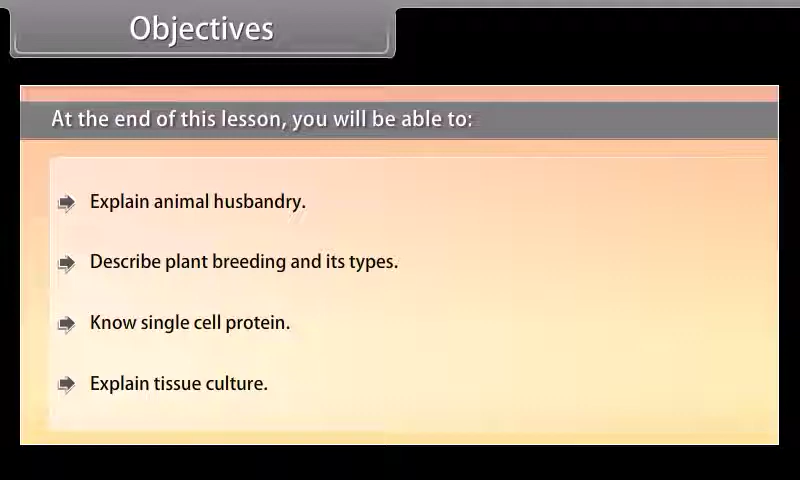 Objectives
At the end of this lesson, you will be able to:
Explain animal husbandry.
Describe plant breeding and its types.
Know single cell protein.
Explain tissue culture.